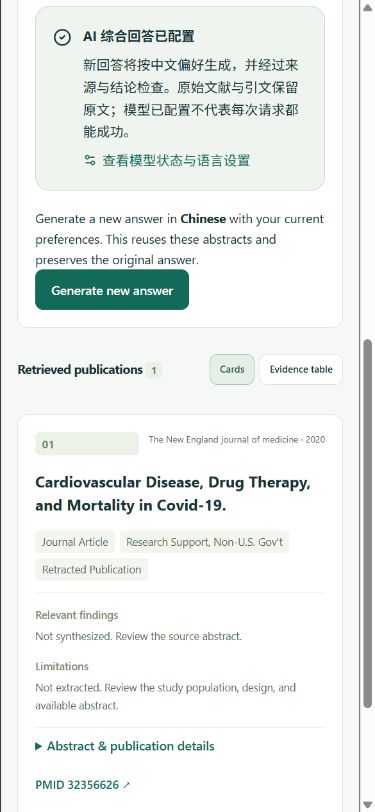 AI 综合回答已配置
新回答将按中文偏好生成，并经过来
源与结论检查。原始文献与引文保留
原文；模型已配置不代表每次请求都
能成功。
查看模型状态与语言设置
Generate a new answer in Chinese with your current
preferences. This reuses these abstracts and
preserves the original answer.
Generate new answer
Retrieved publications 1
Cards
Evidence table
01
The New England journal of medicine · 2020
Cardiovascular Disease, Drug Therapy,
and Mortality in Covid-19.
Journal Article
Research Support, Non-U.S. Gov't
Retracted Publication
Relevant findings
Not synthesized. Review the source abstract.
Limitations
Not extracted. Review the study population, design, and
available abstract.
▶ Abstract & publication details
PMID 32356626 ↗